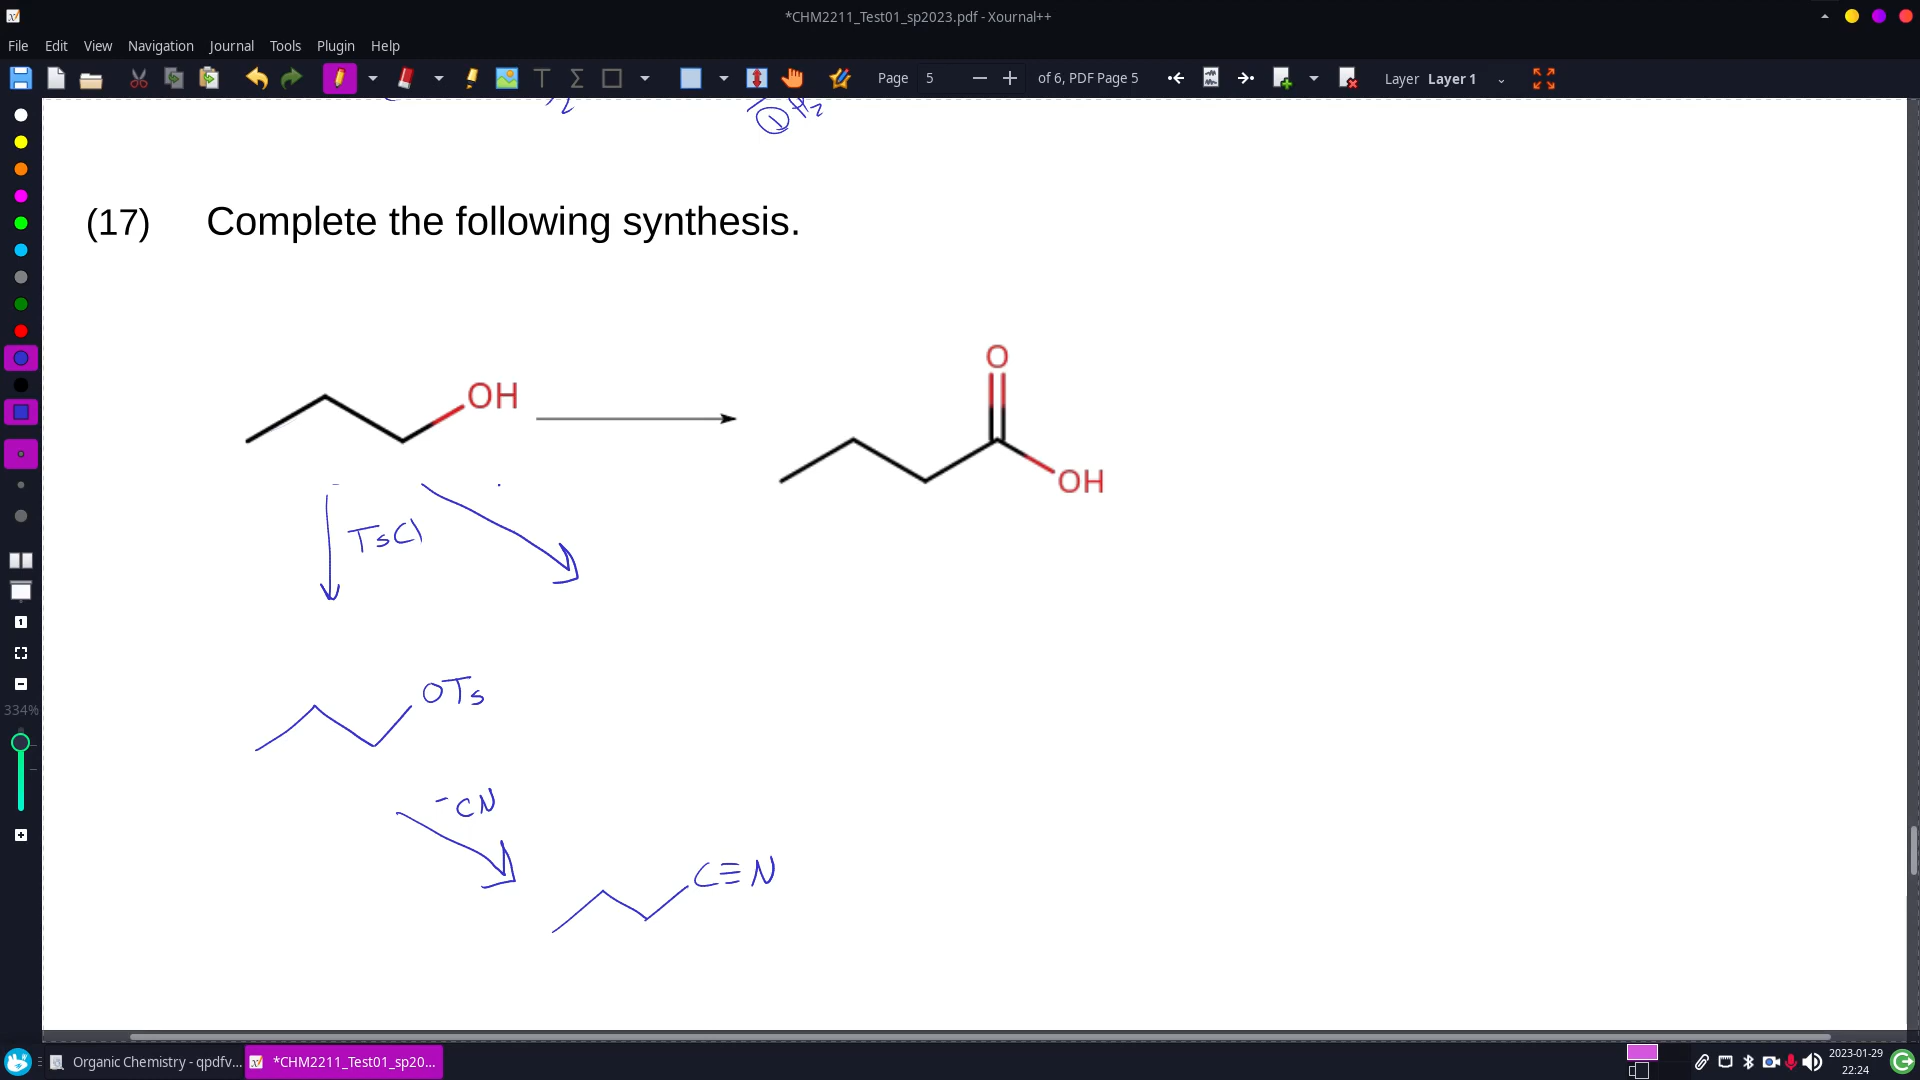 *CHM2211_Test01_sp2023.pdf - Xournal++
File Edit View Navigation Journal Tools Plugin Help
Page 5 of 6, PDF Page 5 Layer Layer 1
H2
(17) Complete the following synthesis.
O
OH
OH
TsCl
OTs
334%
⁻CN
C≡N
Organic Chemistry - qpdfv... *CHM2211_Test01_sp20... 2023-01-29
22:24